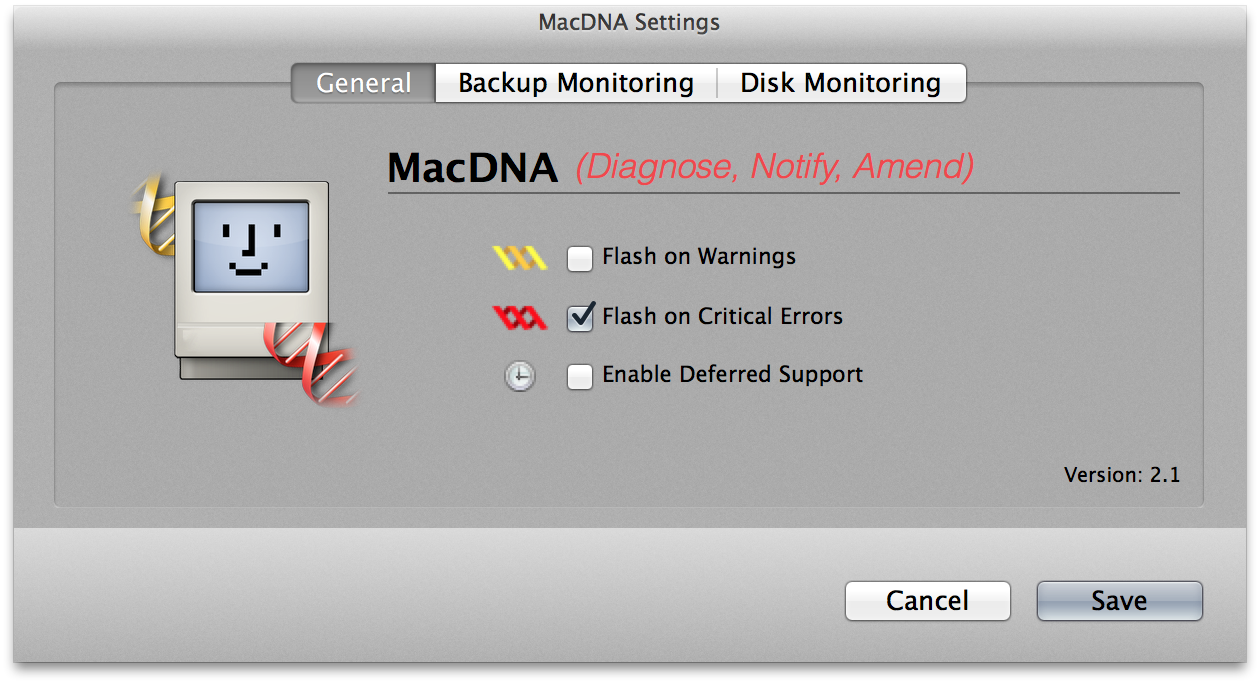 MacDNA Settings
General Backup Monitoring Disk Monitoring
MacDNA (Diagnose, Notify, Amend)
Flash on Warnings
Flash on Critical Errors
Enable Deferred Support
Version: 2.1
Cancel Save